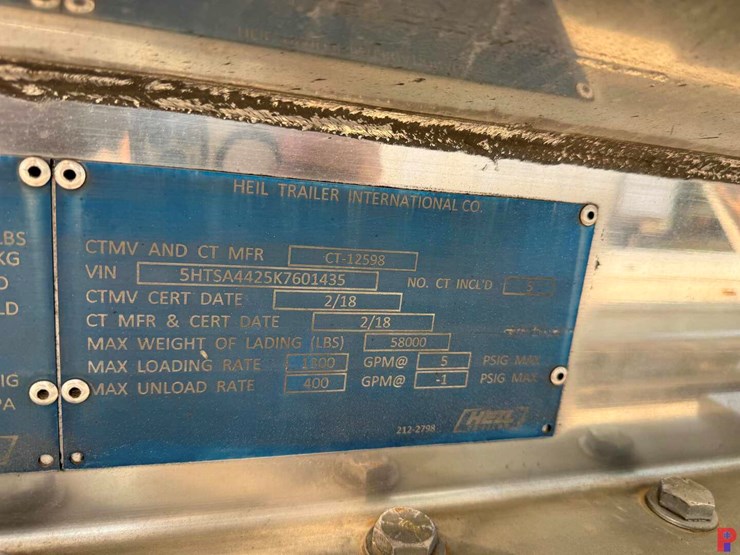 HEIL TRAILER INTERNATIONAL CO.
CTMV AND CT MFR CT-12598
VIN 5HTSA4425K7601435 NO. CT INCL'D 5
CTMV CERT DATE 2/18
CT MFR & CERT DATE 2/18
MAX WEIGHT OF LADING (LBS) 58000
MAX LOADING RATE GPM@ 5 PSIG MAX
MAX UNLOAD RATE 400 GPM@ -1 PSIG MAX
212-2798 HEIL
LBS
KG
D
LD
IG
PA